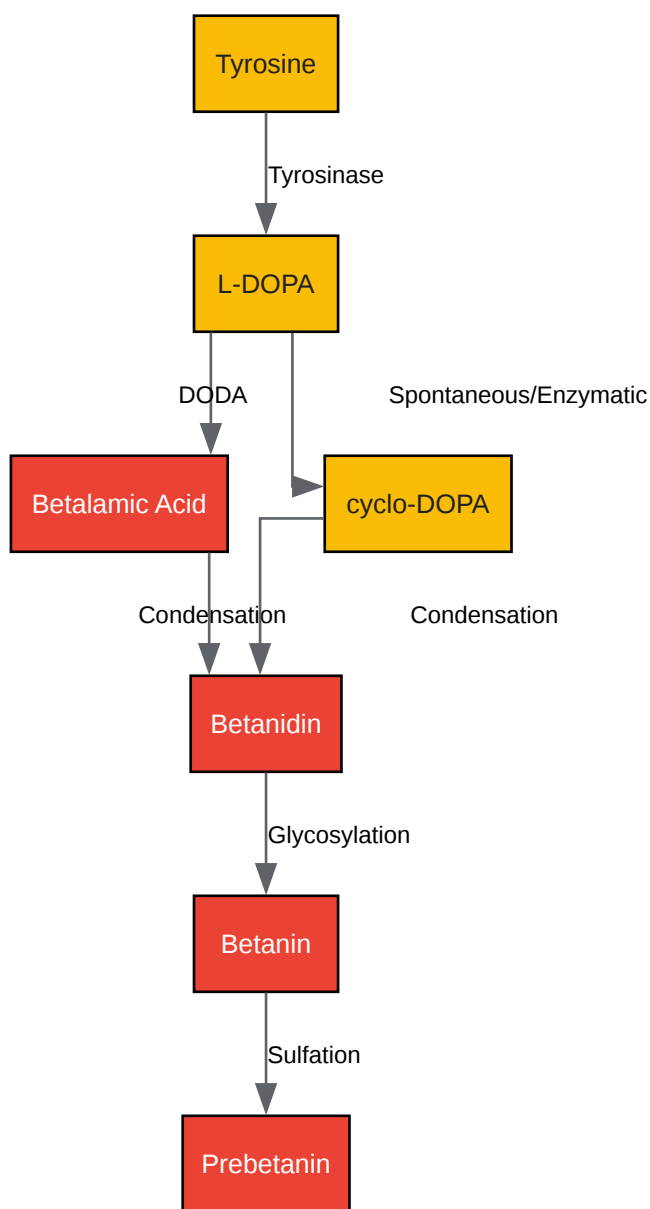 Tyrosine
Tyrosinase
L-DOPA
DODA
Spontaneous/Enzymatic
Betalamic Acid
cyclo-DOPA
Condensation
Condensation
Betanidin
Glycosylation
Betanin
Sulfation
Prebetanin